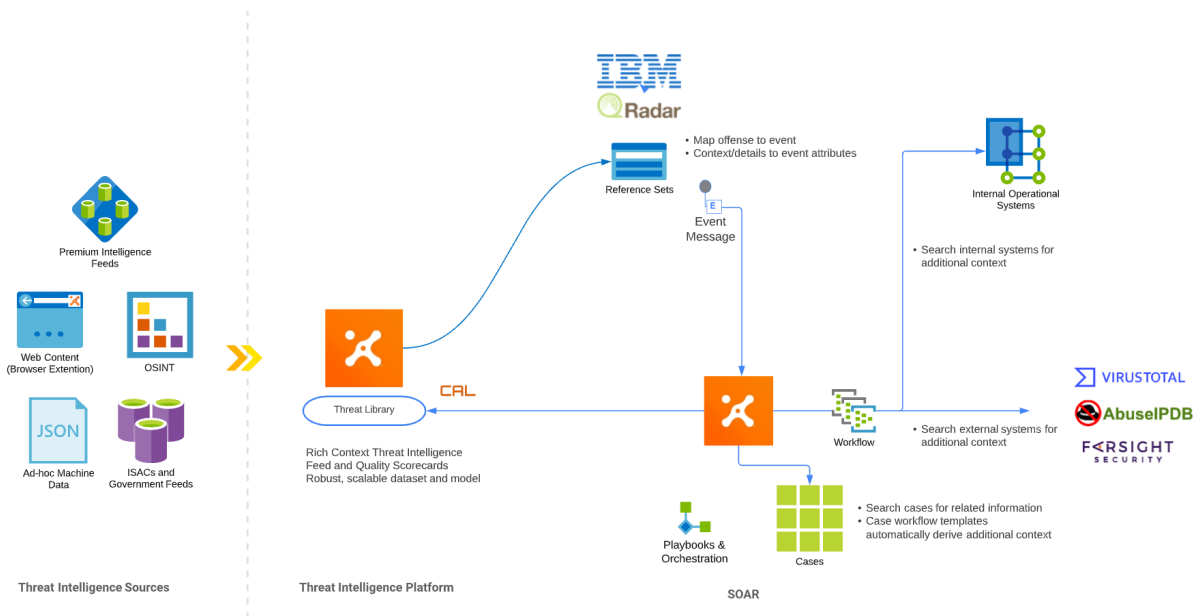 IBM
QRadar
• Map offense to event
• Context/details to event attributes
Reference Sets
E
Event
Message
Internal Operational
Systems
• Search internal systems for
additional context
Premium Intelligence
Feeds
Web Content
(Browser Extention)
OSINT
JSON
Ad-hoc Machine
Data
ISACs and
Government Feeds
CAL
Threat Library
Rich Context Threat Intelligence
Feed and Quality Scorecards
Robust, scalable dataset and model
Workflow
• Search external systems for
additional context
VIRUSTOTAL
AbuseIPDB
FARSIGHT
SECURITY
Playbooks &
Orchestration
Cases
• Search cases for related information
• Case workflow templates
automatically derive additional context
Threat Intelligence Sources
Threat Intelligence Platform
SOAR